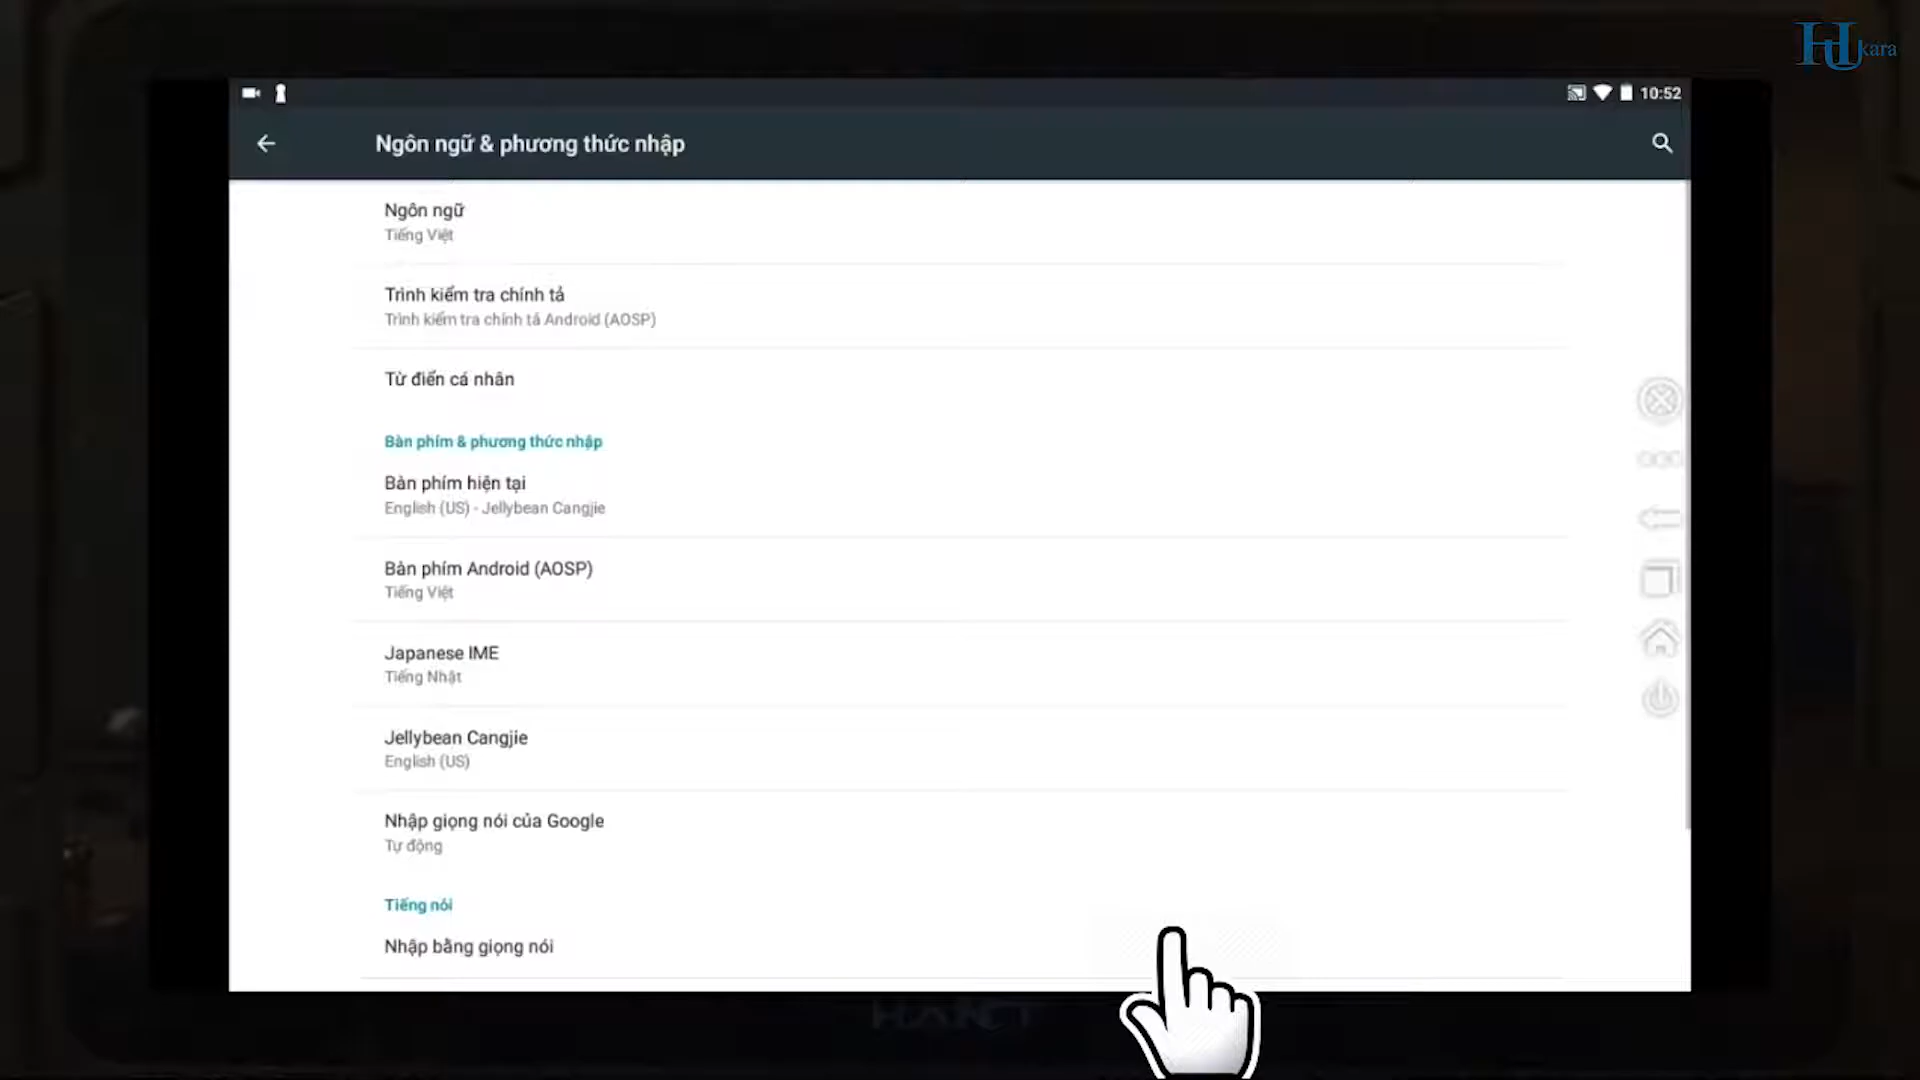 HU kara
10:52
Ngôn ngữ & phương thức nhập
Ngôn ngữ
Tiếng Việt
Trình kiểm tra chính tả
Trình kiểm tra chính tả Android (AOSP)
Từ điển cá nhân
Bàn phím & phương thức nhập
Bàn phím hiện tại
English (US) - Jellybean Cangjie
Bàn phím Android (AOSP)
Tiếng Việt
Japanese IME
Tiếng Nhật
Jellybean Cangjie
English (US)
Nhập giọng nói của Google
Tự động
Tiếng nói
Nhập bằng giọng nói